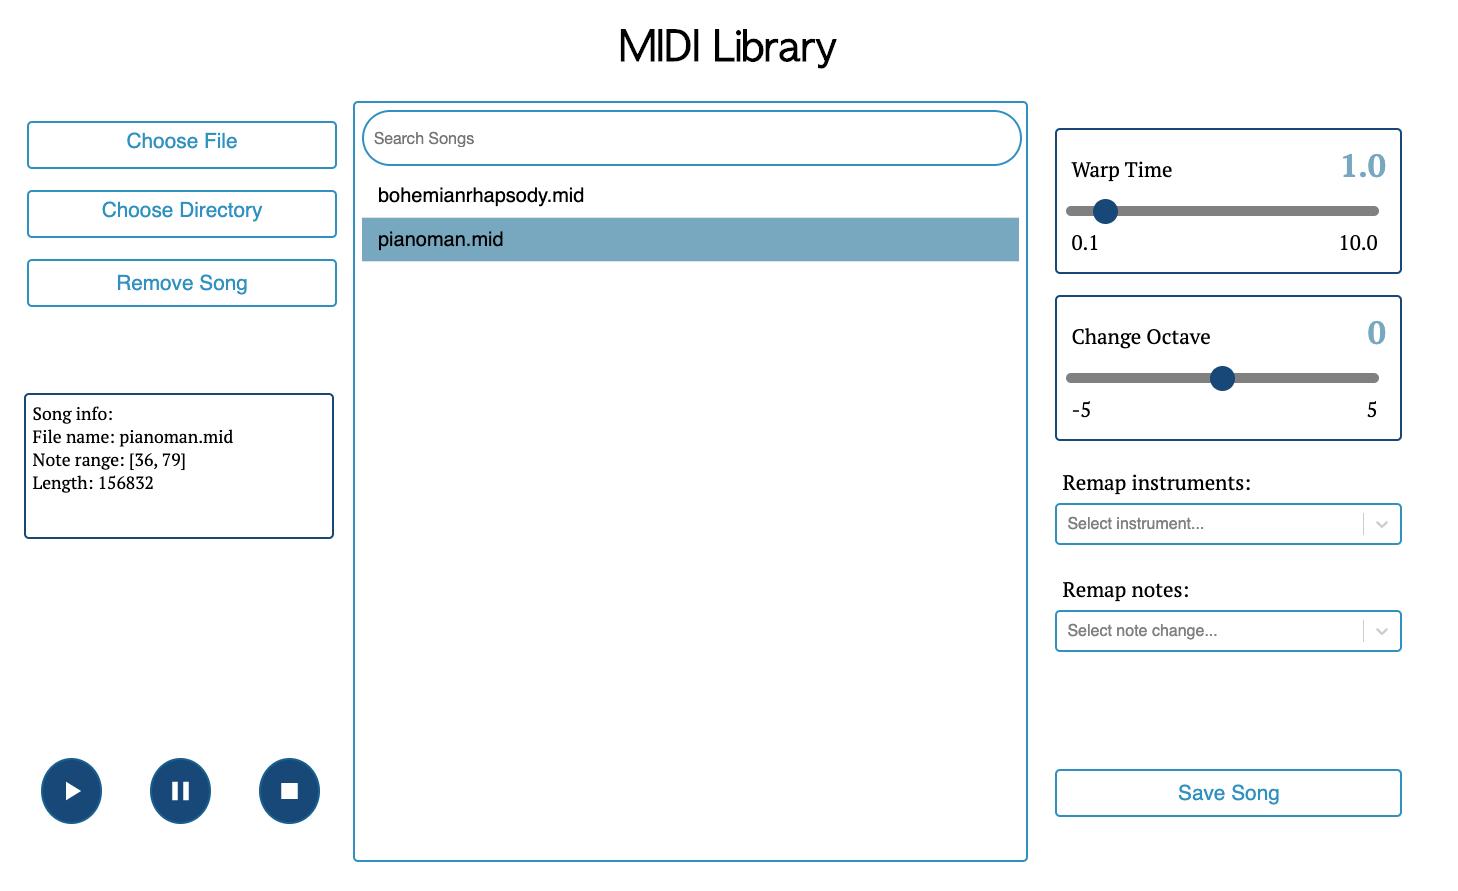 MIDI Library
Choose File
Choose Directory
Remove Song
Song info:
File name: pianoman.mid
Note range: [36, 79]
Length: 156832
Search Songs
bohemianrhapsody.mid
pianoman.mid
Warp Time 1.0
0.1 10.0
Change Octave 0
-5 5
Remap instruments:
Select instrument...
Remap notes:
Select note change...
Save Song